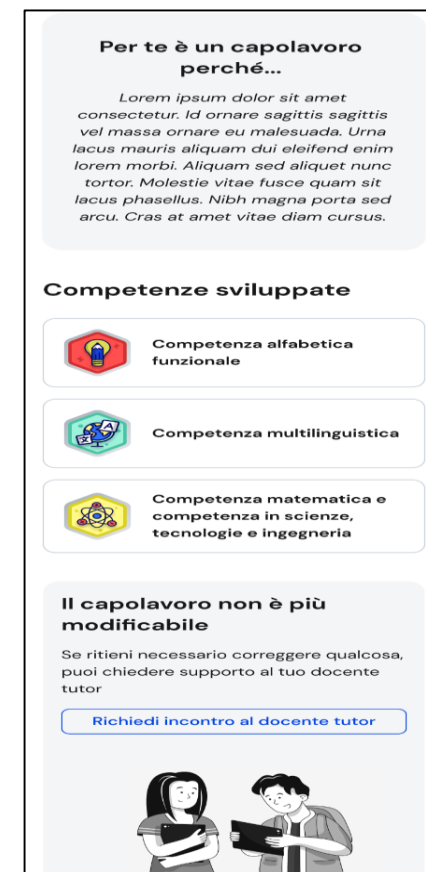 Per te è un capolavoro
perché...
Lorem ipsum dolor sit amet
consectetur. Id ornare sagittis sagittis
vel massa ornare eu malesuada. Urna
lacus mauris aliquam dui eleifend enim
lorem morbi. Aliquam sed aliquet nunc
tortor. Molestie vitae fusce quam sit
lacus phasellus. Nibh magna porta sed
arcu. Cras at amet vitae diam cursus.
Competenze sviluppate
Competenza alfabetica
funzionale
Competenza multilinguistica
Competenza matematica e
competenza in scienze,
tecnologie e ingegneria
Il capolavoro non è più
modificabile
Se ritieni necessario correggere qualcosa,
puoi chiedere supporto al tuo docente
tutor
Richiedi incontro al docente tutor